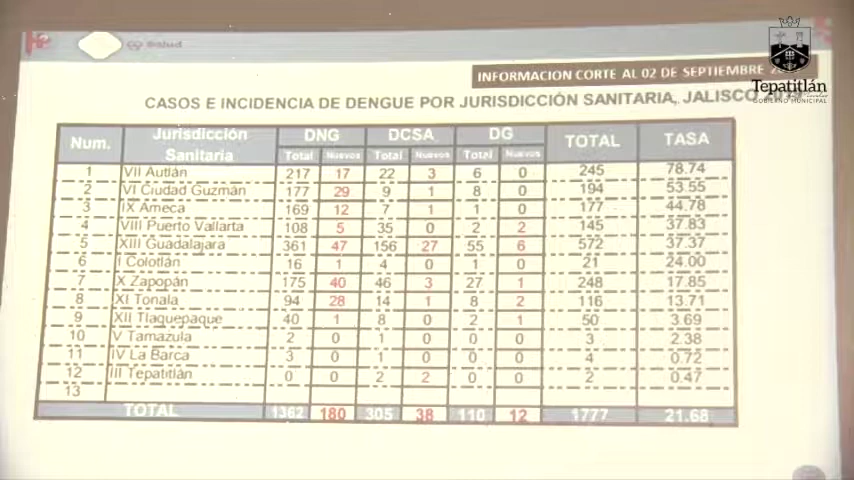 Salud
Tepatitlán
GOBIERNO MUNICIPAL
INFORMACION CORTE AL 02 DE SEPTIEMBRE
CASOS E INCIDENCIA DE DENGUE POR JURISDICCIÓN SANITARIA, JALISCO 2019
Num. Jurisdicción Sanitaria DNG DCSA DG TOTAL TASA
Total Nuevos Total Nuevos Total Nuevos
1 VII Autlán 217 17 22 3 6 0 245 78.74
2 VI Ciudad Guzmán 177 29 9 1 8 0 194 53.55
3 IX Ameca 169 12 7 1 1 0 177 44.78
4 VIII Puerto Vallarta 108 5 35 0 2 2 145 37.83
5 XIII Guadalajara 361 47 156 27 55 6 572 37.37
6 I Colotlán 16 1 4 0 1 0 21 24.00
7 X Zapopán 175 40 46 3 27 1 248 17.85
8 XI Tonala 94 28 14 1 8 2 116 13.71
9 XII Tlaquepaque 40 1 8 0 2 1 50 3.69
10 V Tamazula 2 0 1 0 0 0 3 2.38
11 IV La Barca 3 0 1 0 0 0 4 0.72
12 III Tepatitlán 0 0 2 2 0 0 2 0.47
13
TOTAL 1362 180 305 38 110 12 1777 21.68